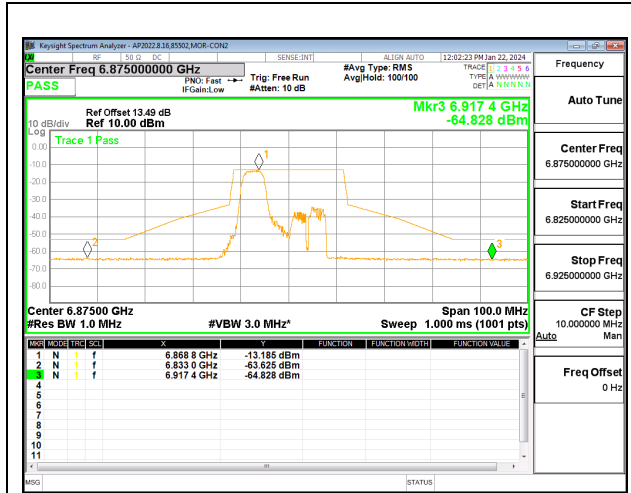 Keysight Spectrum Analyzer - AP2022.8.16,85502,MOR-CON2
RF 50 Ω DC SENSE:INT ALIGN AUTO 12:02:23 PM Jan 22, 2024
Center Freq 6.875000000 GHz
PASS
PNO: Fast
IFGain:Low
Trig: Free Run
#Atten: 10 dB
#Avg Type: RMS
Avg|Hold: 100/100
TRACE 1 2 3 4 5 6
TYPE A WWWWW
DET A N N N N N
Ref Offset 13.49 dB
10 dB/div Ref 10.00 dBm
Mkr3 6.917 4 GHz
-64.828 dBm
Log
Trace 1 Pass
0.00
-10.0
-20.0
-30.0
-40.0
-50.0
-60.0
-70.0
-80.0
1
2
3
Center 6.87500 GHz Span 100.0 MHz
#Res BW 1.0 MHz #VBW 3.0 MHz* Sweep 1.000 ms (1001 pts)
MKR MODE TRC SCL X Y FUNCTION FUNCTION WIDTH FUNCTION VALUE
1 N 1 f 6.868 8 GHz -13.185 dBm
2 N 1 f 6.833 0 GHz -63.625 dBm
3 N 1 f 6.917 4 GHz -64.828 dBm
4
5
6
7
8
9
10
11
MSG STATUS
Frequency
Auto Tune
Center Freq
6.875000000 GHz
Start Freq
6.825000000 GHz
Stop Freq
6.925000000 GHz
CF Step
10.000000 MHz
Auto Man
Freq Offset
0 Hz